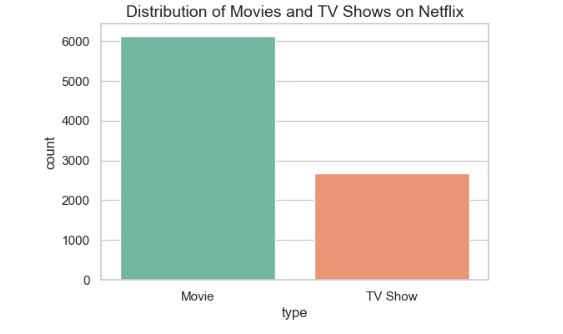 Distribution of Movies and TV Shows on Netflix
6000
5000
4000
3000
2000
1000
0
count
Movie
TV Show
type